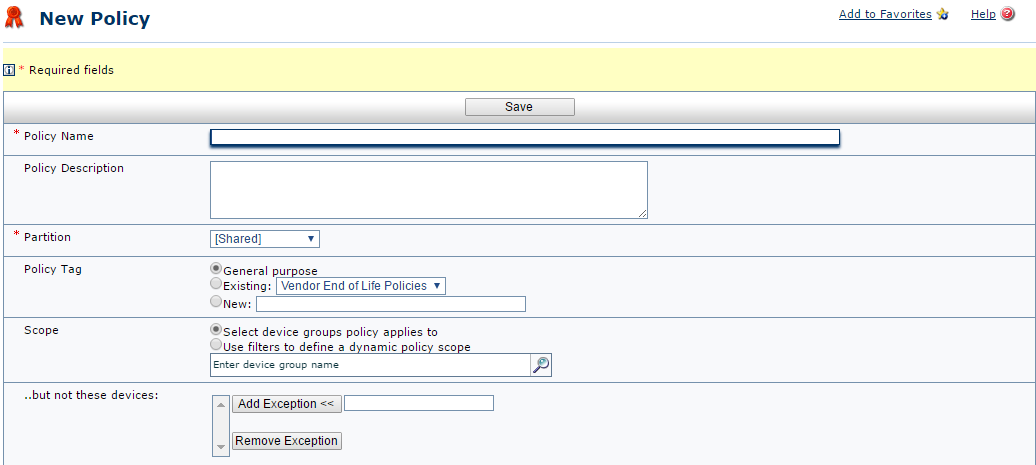 New Policy
Add to Favorites
Help
* Required fields
Save
* Policy Name
Policy Description
* Partition
[Shared]
Policy Tag
General purpose
Existing: Vendor End of Life Policies
New:
Scope
Select device groups policy applies to
Use filters to define a dynamic policy scope
Enter device group name
..but not these devices:
Add Exception <<
Remove Exception